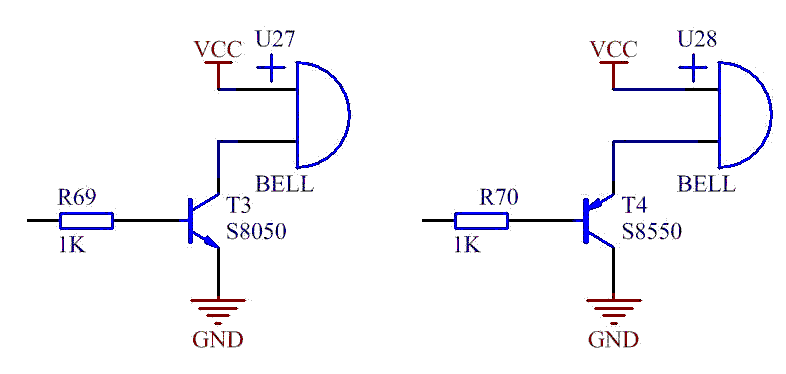 VCC
U27
+
BELL
R69
1K
T3
S8050
GND
VCC
U28
+
BELL
R70
1K
T4
S8550
GND